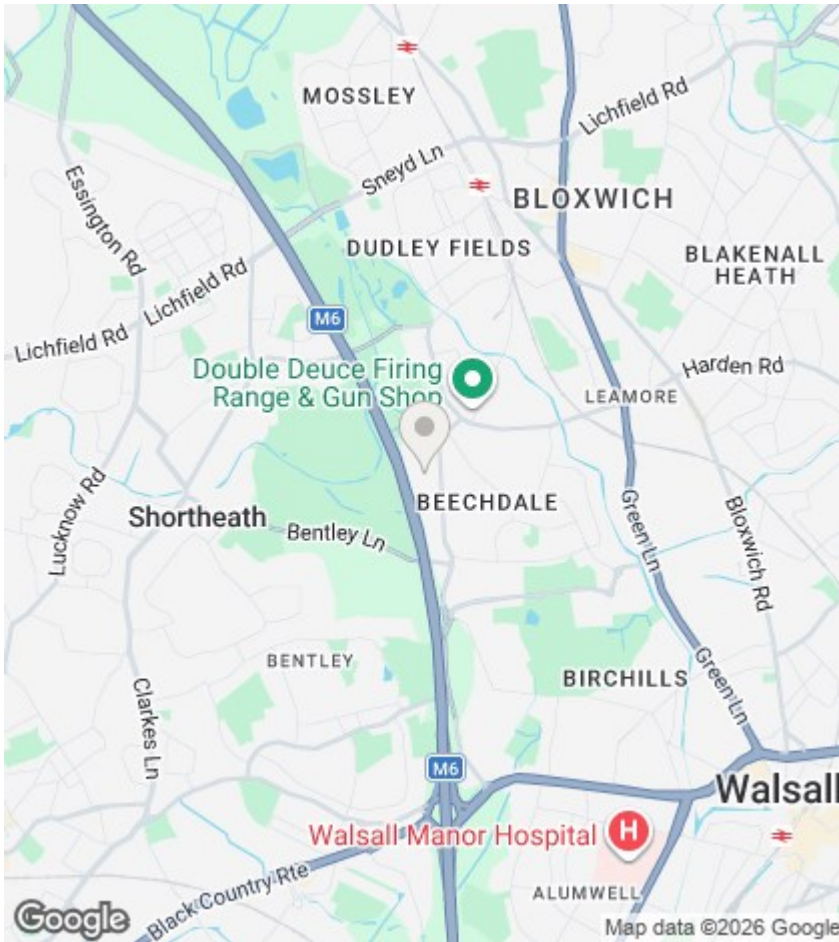 MOSSLEY
Lichfield Rd
Sneyd Ln
Essington Rd
BLOXWICH
DUDLEY FIELDS
BLAKENALL
HEATH
Lichfield Rd
Lichfield Rd
M6
Double Deuce Firing
Range & Gun Shop
Harden Rd
LEAMORE
Lucknow Rd
BEECHDALE
Shortheath
Bentley Ln
Green Ln
Bloxwich Rd
BENTLEY
BIRCHILLS
Clarkes Ln
Green Ln
M6
Walsall
Walsall Manor Hospital
H
ALUMWELL
Black Country Rte
Google
Map data ©2026 Google